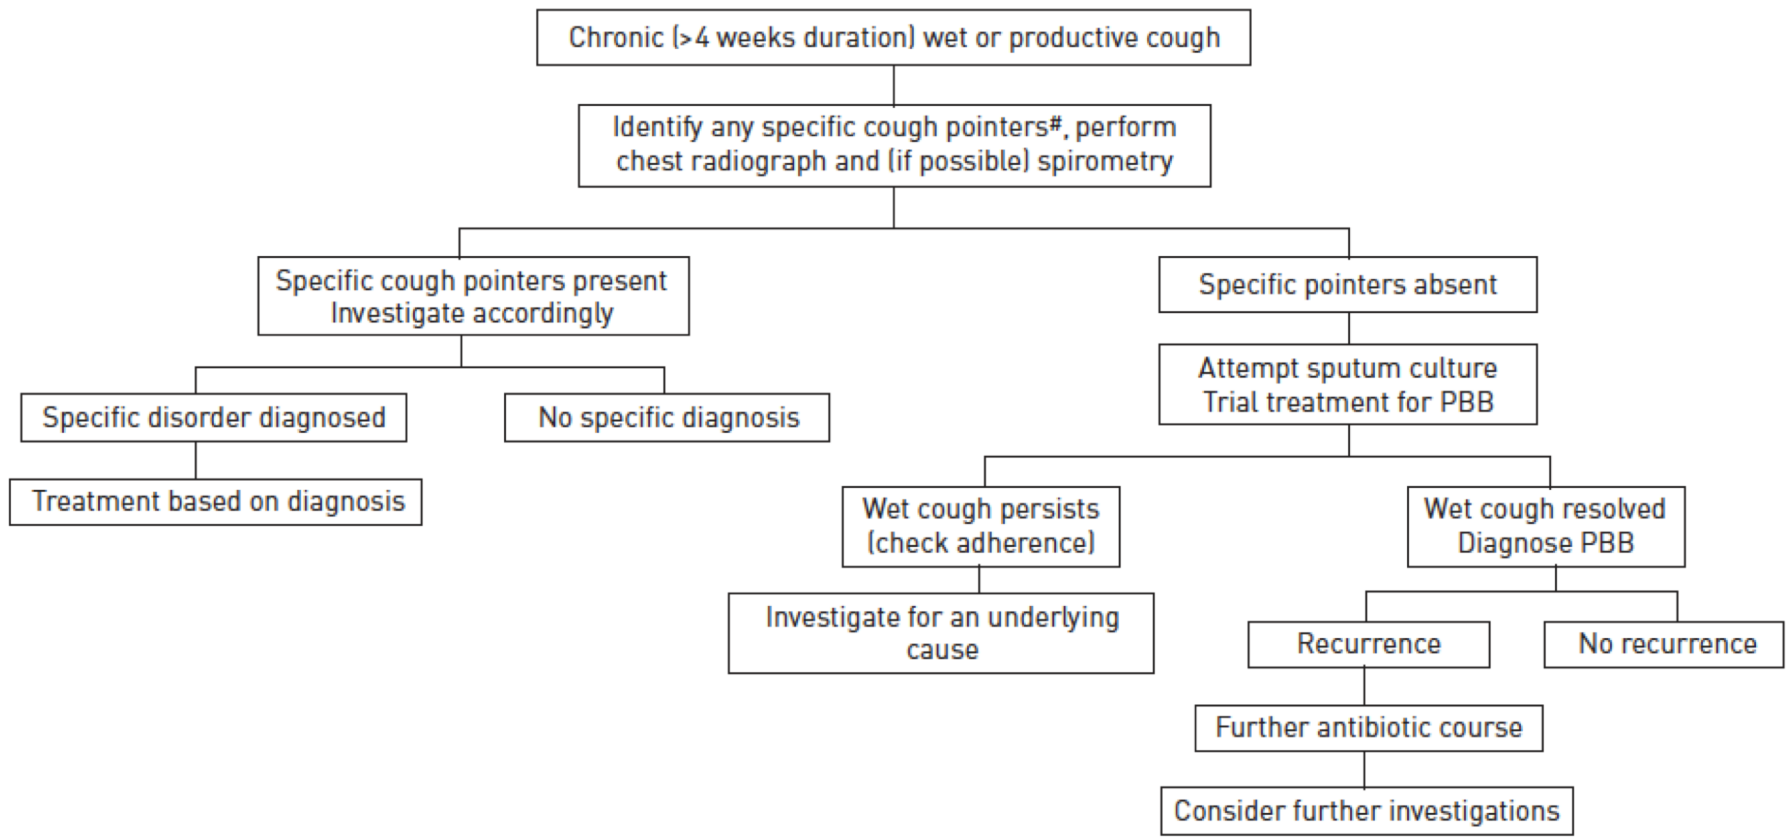 Chronic (>4 weeks duration) wet or productive cough
Identify any specific cough pointers#, perform
chest radiograph and (if possible) spirometry
Specific cough pointers present
Investigate accordingly
Specific pointers absent
Attempt sputum culture
Trial treatment for PBB
Specific disorder diagnosed
No specific diagnosis
Treatment based on diagnosis
Wet cough persists
(check adherence)
Wet cough resolved
Diagnose PBB
Investigate for an underlying
cause
Recurrence
No recurrence
Further antibiotic course
Consider further investigations